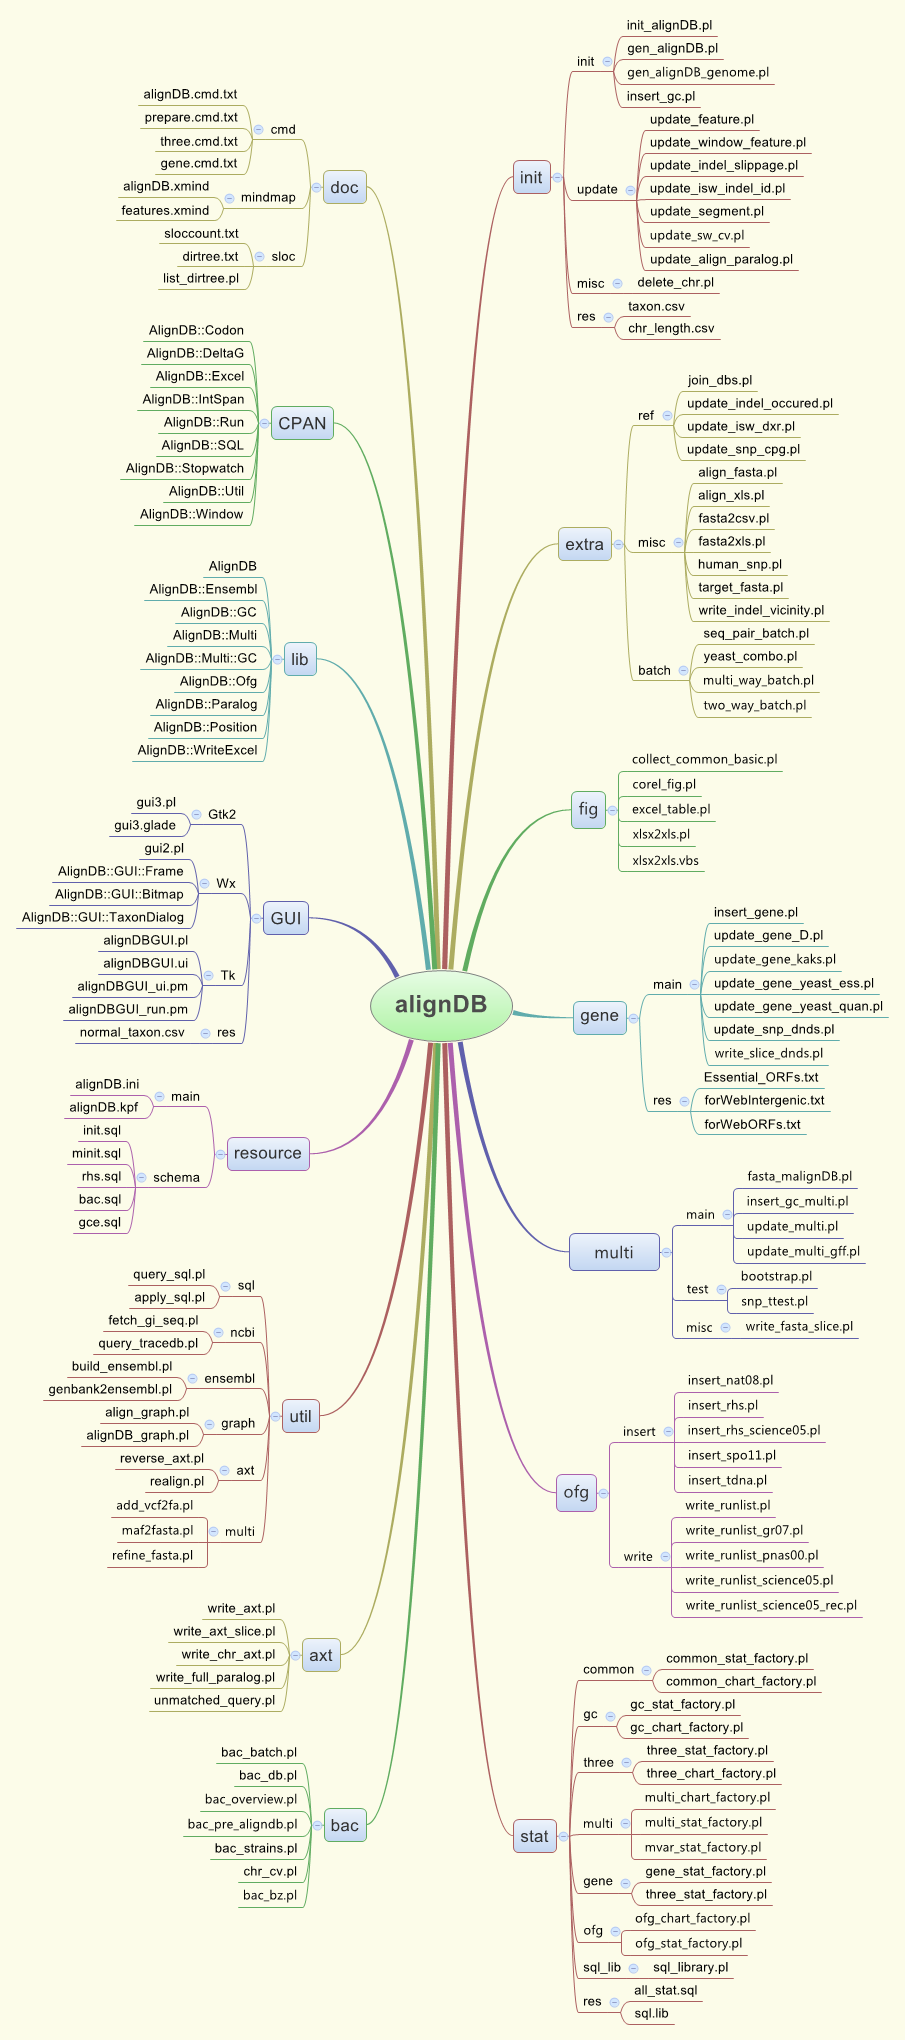 alignDB
init
init
init_alignDB.pl
gen_alignDB.pl
gen_alignDB_genome.pl
insert_gc.pl
update
update_feature.pl
update_window_feature.pl
update_indel_slippage.pl
update_isw_indel_id.pl
update_segment.pl
update_sw_cv.pl
update_align_paralog.pl
misc
delete_chr.pl
res
taxon.csv
chr_length.csv
extra
ref
join_dbs.pl
update_indel_occured.pl
update_isw_dxr.pl
update_snp_cpg.pl
misc
align_fasta.pl
align_xls.pl
fasta2csv.pl
fasta2xls.pl
human_snp.pl
target_fasta.pl
write_indel_vicinity.pl
batch
seq_pair_batch.pl
yeast_combo.pl
multi_way_batch.pl
two_way_batch.pl
fig
collect_common_basic.pl
corel_fig.pl
excel_table.pl
xlsx2xls.pl
xlsx2xls.vbs
gene
main
insert_gene.pl
update_gene_D.pl
update_gene_kaks.pl
update_gene_yeast_ess.pl
update_gene_yeast_quan.pl
update_snp_dnds.pl
write_slice_dnds.pl
res
Essential_ORFs.txt
forWebIntergenic.txt
forWebORFs.txt
multi
main
fasta_malignDB.pl
insert_gc_multi.pl
update_multi.pl
update_multi_gff.pl
test
bootstrap.pl
snp_ttest.pl
misc
write_fasta_slice.pl
ofg
insert
insert_nat08.pl
insert_rhs.pl
insert_rhs_science05.pl
insert_spo11.pl
insert_tdna.pl
write
write_runlist.pl
write_runlist_gr07.pl
write_runlist_pnas00.pl
write_runlist_science05.pl
write_runlist_science05_rec.pl
stat
common
common_stat_factory.pl
common_chart_factory.pl
gc
gc_stat_factory.pl
gc_chart_factory.pl
three
three_stat_factory.pl
three_chart_factory.pl
multi
multi_chart_factory.pl
multi_stat_factory.pl
mvar_stat_factory.pl
gene
gene_stat_factory.pl
three_stat_factory.pl
ofg
ofg_chart_factory.pl
ofg_stat_factory.pl
sql_lib
sql_library.pl
res
all_stat.sql
sql.lib
doc
cmd
alignDB.cmd.txt
prepare.cmd.txt
three.cmd.txt
gene.cmd.txt
mindmap
alignDB.xmind
features.xmind
sloc
sloccount.txt
dirtree.txt
list_dirtree.pl
CPAN
AlignDB::Codon
AlignDB::DeltaG
AlignDB::Excel
AlignDB::IntSpan
AlignDB::Run
AlignDB::SQL
AlignDB::Stopwatch
AlignDB::Util
AlignDB::Window
lib
AlignDB
AlignDB::Ensembl
AlignDB::GC
AlignDB::Multi
AlignDB::Multi::GC
AlignDB::Ofg
AlignDB::Paralog
AlignDB::Position
AlignDB::WriteExcel
GUI
Gtk2
gui3.pl
gui3.glade
Wx
gui2.pl
AlignDB::GUI::Frame
AlignDB::GUI::Bitmap
AlignDB::GUI::TaxonDialog
Tk
alignDBGUI.pl
alignDBGUI.ui
alignDBGUI_ui.pm
alignDBGUI_run.pm
res
normal_taxon.csv
resource
main
alignDB.ini
alignDB.kpf
schema
init.sql
minit.sql
rhs.sql
bac.sql
gce.sql
util
sql
query_sql.pl
apply_sql.pl
ncbi
fetch_gi_seq.pl
query_tracedb.pl
ensembl
build_ensembl.pl
genbank2ensembl.pl
graph
align_graph.pl
alignDB_graph.pl
axt
reverse_axt.pl
realign.pl
multi
add_vcf2fa.pl
maf2fasta.pl
refine_fasta.pl
axt
write_axt.pl
write_axt_slice.pl
write_chr_axt.pl
write_full_paralog.pl
unmatched_query.pl
bac
bac_batch.pl
bac_db.pl
bac_overview.pl
bac_pre_aligndb.pl
bac_strains.pl
chr_cv.pl
bac_bz.pl